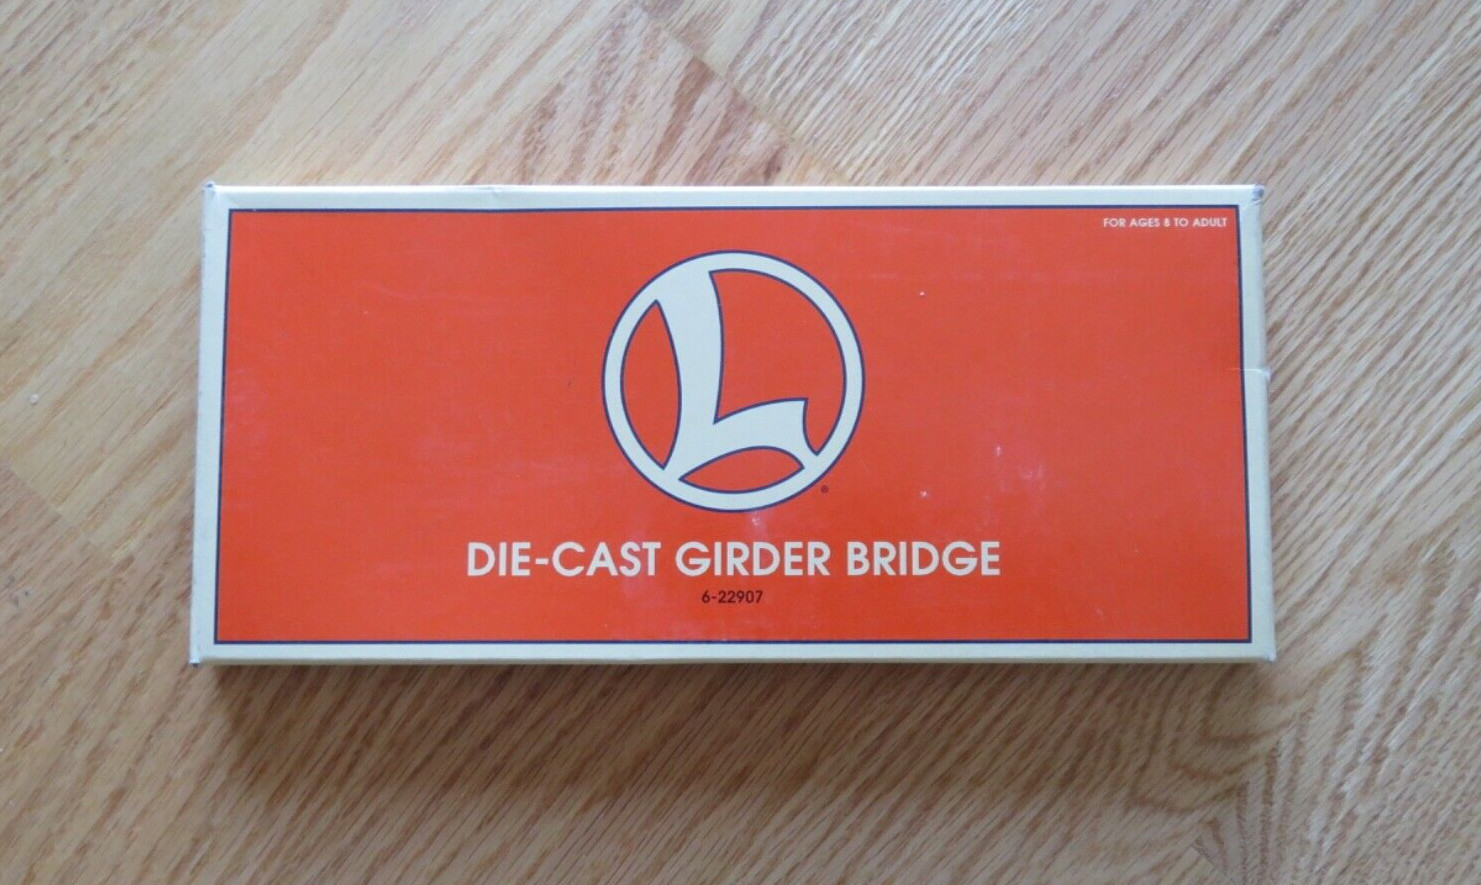 FOR AGES 8 TO ADULT
L
®
DIE-CAST GIRDER BRIDGE
6-22907